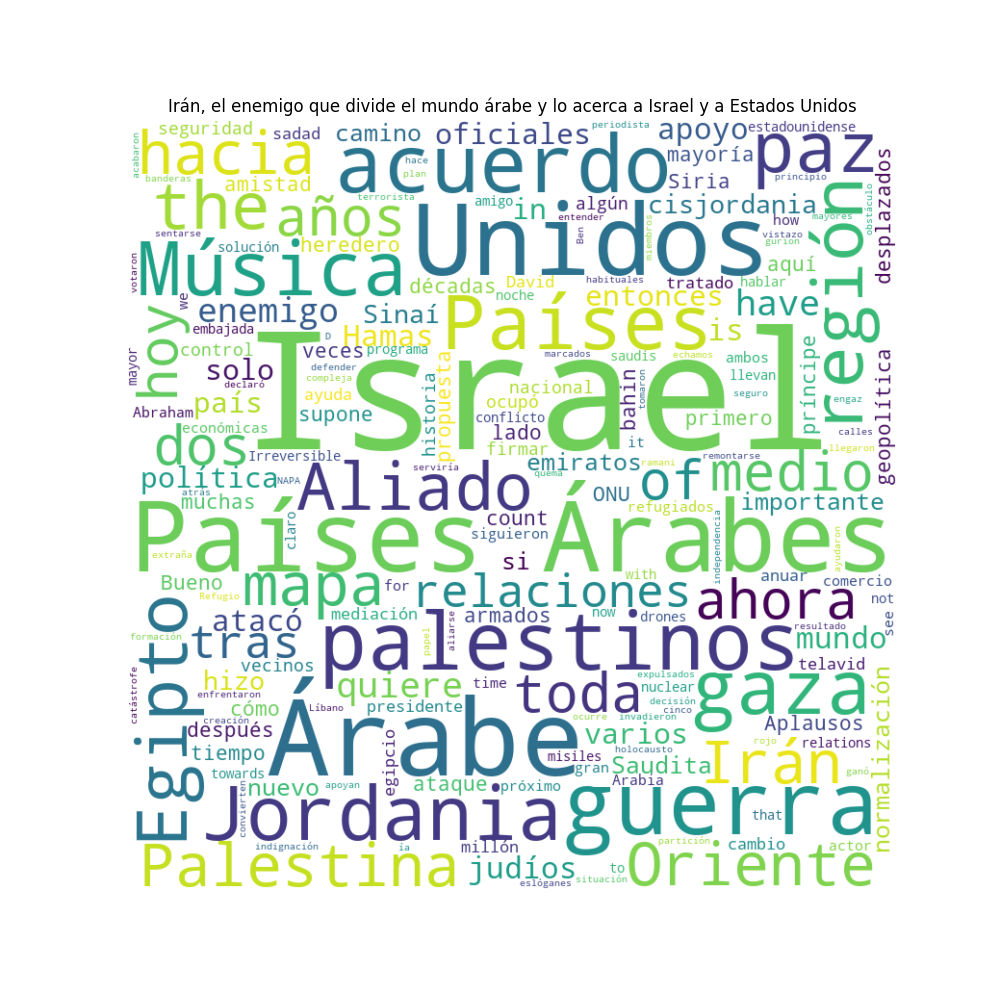 Irán, el enemigo que divide el mundo árabe y lo acerca a Israel y a Estados Unidos
acabaron
seguridad
sadad
camino
oficiales
periodista
apoyo
estadounidense
banderas
hacia
hace
plan
acuerdo
mayoría
paz
amistad
terrorista
Siria
principio
the
años
amigo
in
algún
cisjordania
mayores
obstáculo
desplazados
sentarse
solución
heredero
Unidos
entender
Ben
miembros
how
vistazo
gurion
región
votaron
Música
décadas
David
noche
habituales
tratado
hablar
aquí
we
enemigo
Sinaí
Países
entonces
have
hoy
embajada
D
Hamas
is
control
veces
programa
marcados
saudis
echamos
ambos
príncipe
mayor
solo
defender
declaró
compleja
Israel
tomaron
llevan
geopolítica
país
ayuda
historia
propuesta
nacional
ocupó
bahin
seguro
engaz
Abraham
supone
conflicto
primero
calles
económicas
dos
lado
firmar
it
llegaron
Irreversible
política
serviría
quema
emiratos
ramani
remontarse
medio
NAPA
atrás
muchas
Aliado
ONU
of
importante
claro
count
refugiados
siguieron
Países Árabes
independencia
ayudaron
extraña
si
Bueno
mapa
for
relaciones
with
anuar
comercio
Refugio
ahora
not
see
atacó
mediación
armados
now
drones
resultado
formación
tras
palestinos
papel
aliarse
mundo
vecinos
expulsados
telavid
Egipto
hizo
quiere
time
toda
nuclear
decisión
gaza
normalización
catástrofe
enfrentaron
cómo
Líbano
presidente
cinco
creación
después
Árabe
ocurre
invadieron
varios
Aplausos
tiempo
egipcio
holocausto
rojo
relations
misiles
gran
Saudita
Irán
towards
ataque
próximo
Arabia
ganó
nuevo
apoyan
convierten
Jordania
guerra
that
indignación
ía
millón
partición
cambio
actor
Palestina
judíos
eslóganes
to
situación
Oriente